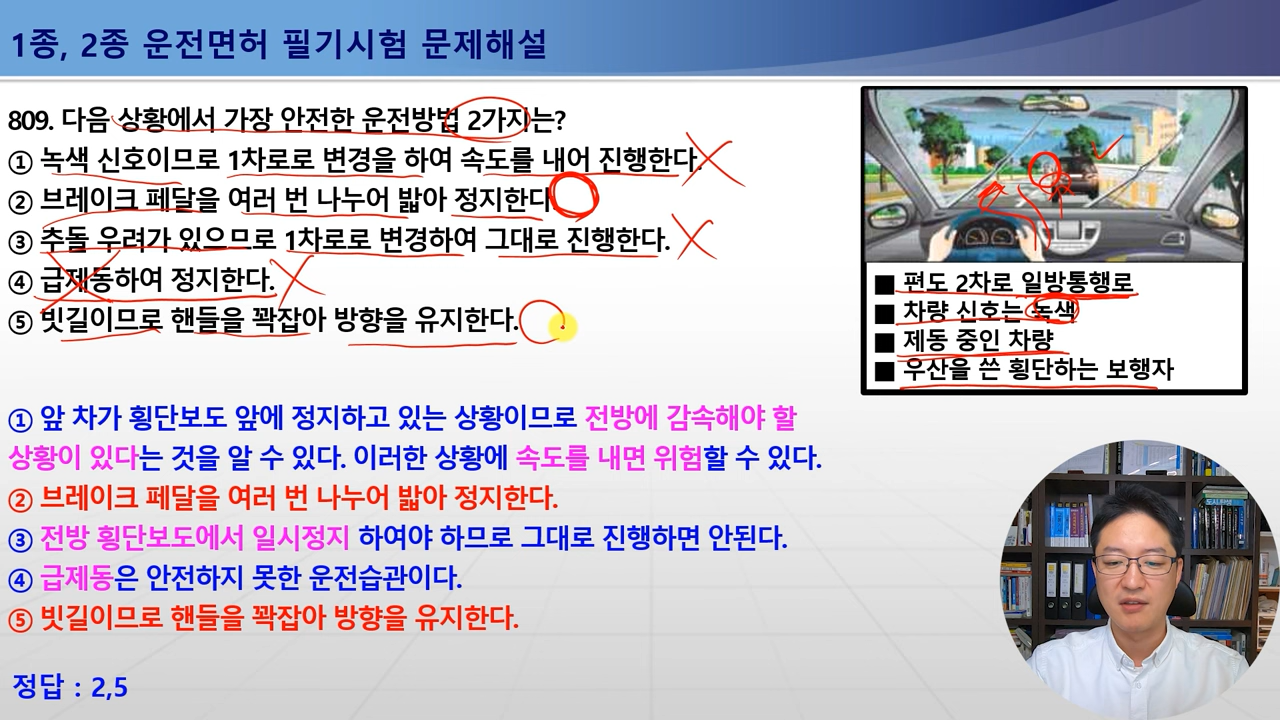 1종, 2종 운전면허 필기시험 문제해설
809. 다음 상황에서 가장 안전한 운전방법 2가지는?
① 녹색 신호이므로 1차로로 변경을 하여 속도를 내어 진행한다.
② 브레이크 페달을 여러 번 나누어 밟아 정지한다
③ 추돌 우려가 있으므로 1차로로 변경하여 그대로 진행한다.
④ 급제동하여 정지한다.
⑤ 빗길이므로 핸들을 꽉잡아 방향을 유지한다.
■ 편도 2차로 일방통행로
■ 차량 신호는 녹색
■ 제동 중인 차량
■ 우산을 쓴 횡단하는 보행자
① 앞 차가 횡단보도 앞에 정지하고 있는 상황이므로 전방에 감속해야 할
상황이 있다는 것을 알 수 있다. 이러한 상황에 속도를 내면 위험할 수 있다.
② 브레이크 페달을 여러 번 나누어 밟아 정지한다.
③ 전방 횡단보도에서 일시정지 하여야 하므로 그대로 진행하면 안된다.
④ 급제동은 안전하지 못한 운전습관이다.
⑤ 빗길이므로 핸들을 꽉잡아 방향을 유지한다.
정답 : 2,5